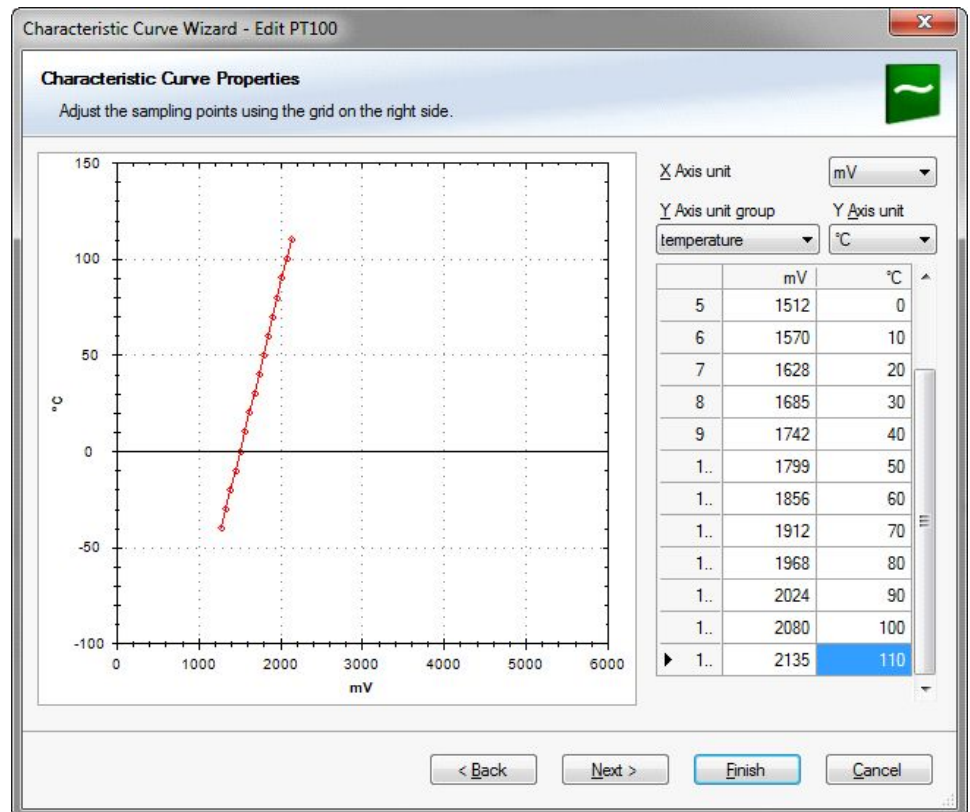 Characteristic Curve Wizard - Edit PT100
Characteristic Curve Properties
Adjust the sampling points using the grid on the right side.
150
100
50
0
-50
-100
°C
0 1000 2000 3000 4000 5000 6000
mV
X Axis unit mV
Y Axis unit group Y Axis unit
temperature °C
mV °C
5 1512 0
6 1570 10
7 1628 20
8 1685 30
9 1742 40
1.. 1799 50
1.. 1856 60
1.. 1912 70
1.. 1968 80
1.. 2024 90
1.. 2080 100
1.. 2135 110
< Back Next > Finish Cancel